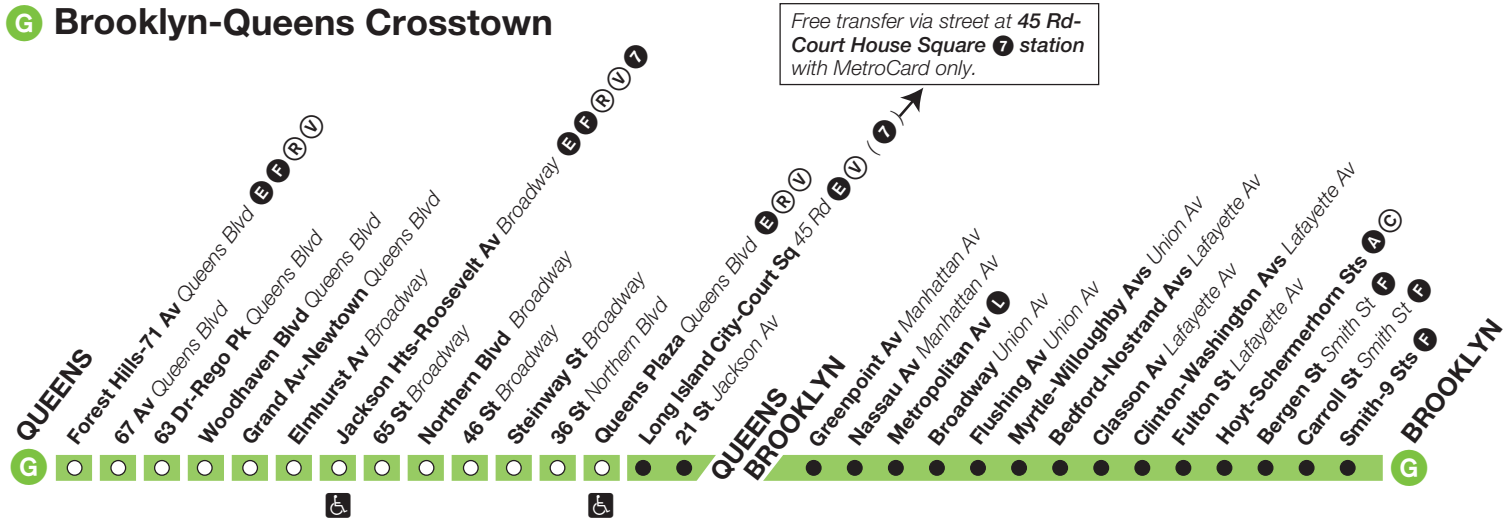 G Brooklyn-Queens Crosstown
Free transfer via street at 45 Rd-
Court House Square 7 station
with MetroCard only.
QUEENS
Forest Hills-71 Av Queens Blvd E F R V
67 Av Queens Blvd
63 Dr-Rego Pk Queens Blvd
Woodhaven Blvd Queens Blvd
Grand Av-Newtown Queens Blvd
Elmhurst Av Broadway
Jackson Hts-Roosevelt Av Broadway E F R V 7
65 St Broadway
Northern Blvd Broadway
46 St Broadway
Steinway St Broadway
36 St Northern Blvd
Queens Plaza Queens Blvd E R V
Long Island City-Court Sq 45 Rd E V ( 7 )
21 St Jackson Av
QUEENS
BROOKLYN
Greenpoint Av Manhattan Av
Nassau Av Manhattan Av
Metropolitan Av L
Broadway Union Av
Flushing Av Union Av
Myrtle-Willoughby Avs Union Av
Bedford-Nostrand Avs Lafayette Av
Classon Av Lafayette Av
Clinton-Washington Avs Lafayette Av
Fulton St Lafayette Av
Hoyt-Schermerhorn Sts A C
Bergen St Smith St F
Carroll St Smith St F
Smith-9 Sts F
BROOKLYN
G
G